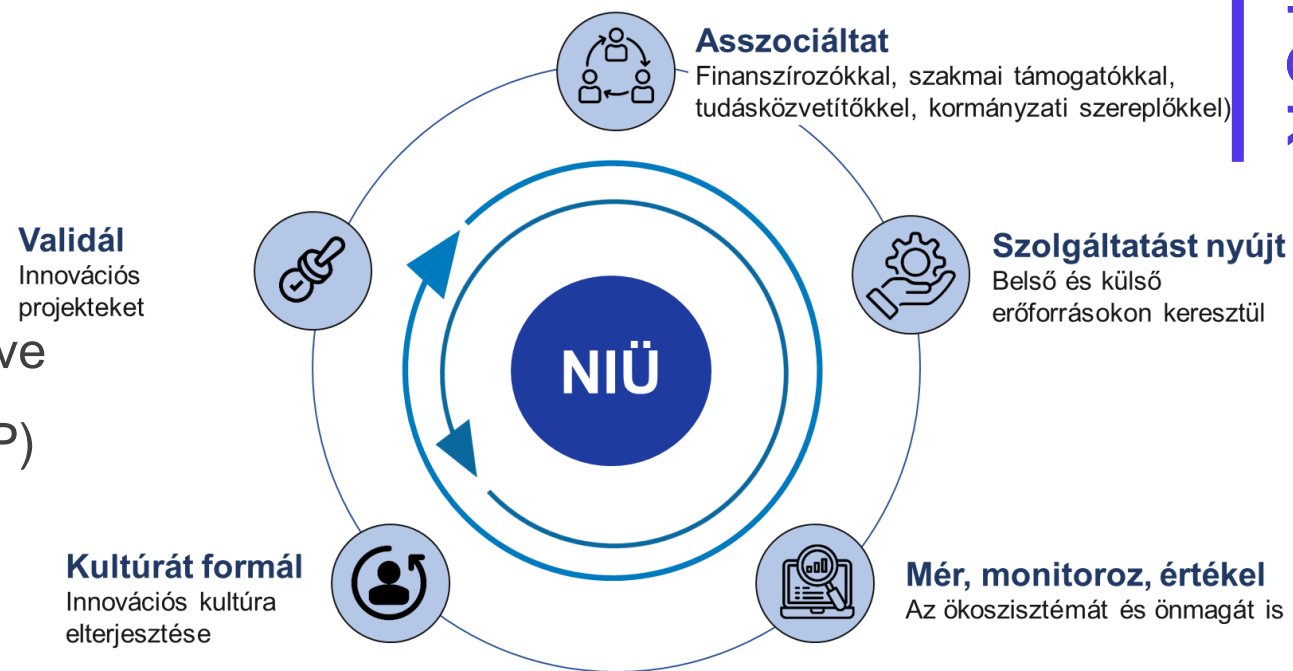 Asszociáltat
Finanszírozókkal, szakmai támogatókkal,
tudásközvetítőkkel, kormányzati szereplőkkel)
Validál
Innovációs
projekteket
Szolgáltatást nyújt
Belső és külső
erőforrásokon keresztül
ve
P)
NIÜ
Kultúrát formál
Innovációs kultúra
elterjesztése
Mér, monitoroz, értékel
Az ökoszisztémát és önmagát is